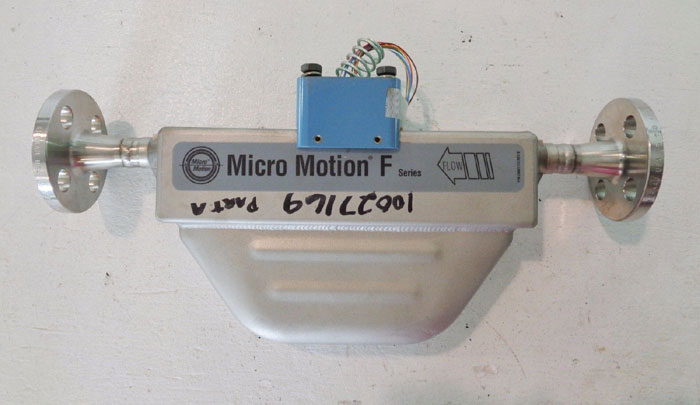 Micro Motion
Micro Motion® F Series
FLOW
10027169 PART A